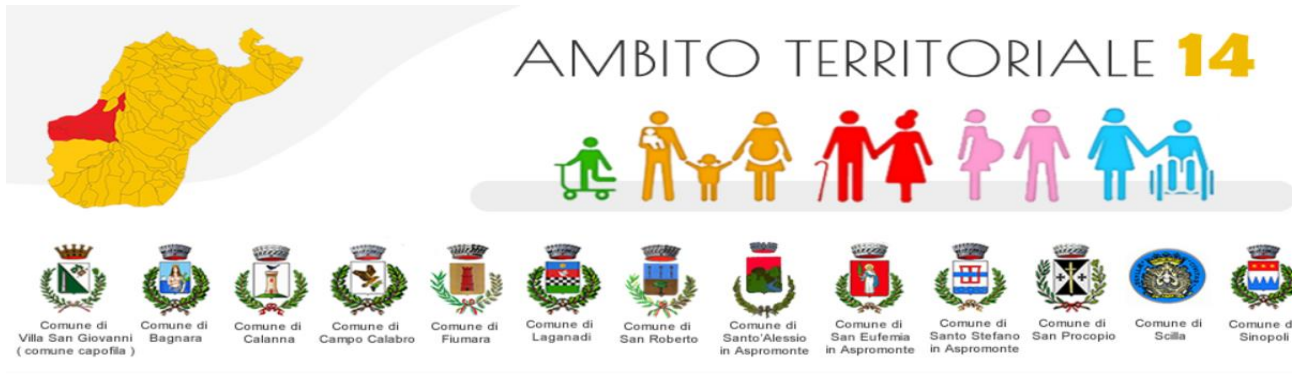 AMBITO TERRITORIALE 14
Comune di
Villa San Giovanni
( comune capofila )
Comune di
Bagnara
Comune di
Calanna
Comune di
Campo Calabro
Comune di
Fiumara
Comune di
Laganadi
Comune di
San Roberto
Comune di
Santo'Alessio
in Aspromonte
Comune di
San Eufemia
in Aspromonte
Comune di
Santo Stefano
in Aspromonte
Comune di
San Procopio
Comune di
Scilla
Comune d
Sinopoli